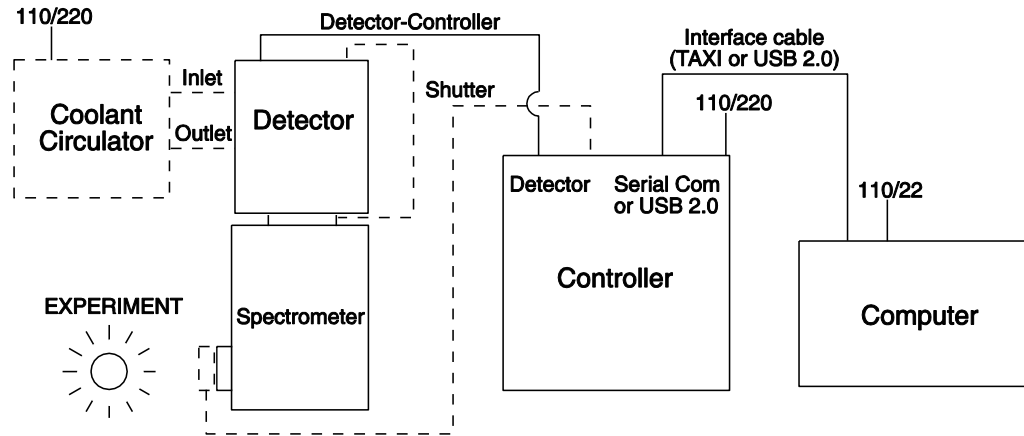 110/220
Detector-Controller
Interface cable
(TAXI or USB 2.0)
Inlet
Shutter
110/220
Coolant
Circulator
Detector
Outlet
Detector
Serial Com
or USB 2.0
110/22
Controller
EXPERIMENT
Spectrometer
Computer